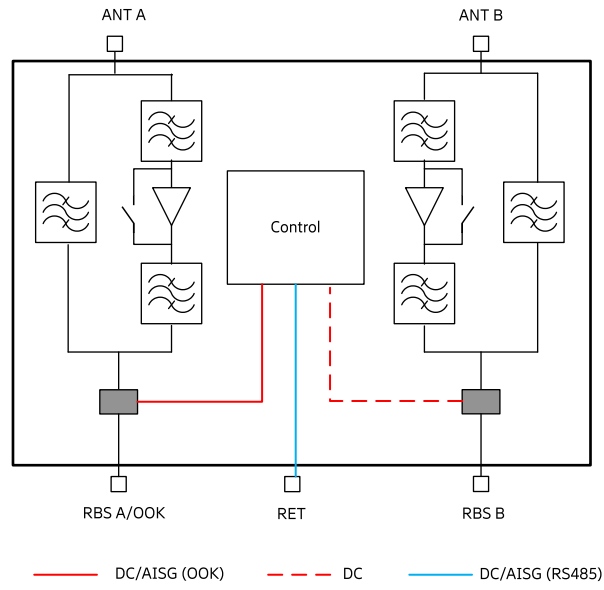 ANT A
ANT B
Control
RBS A/OOK
RET
RBS B
DC/AISG (OOK)
DC
DC/AISG (RS485)